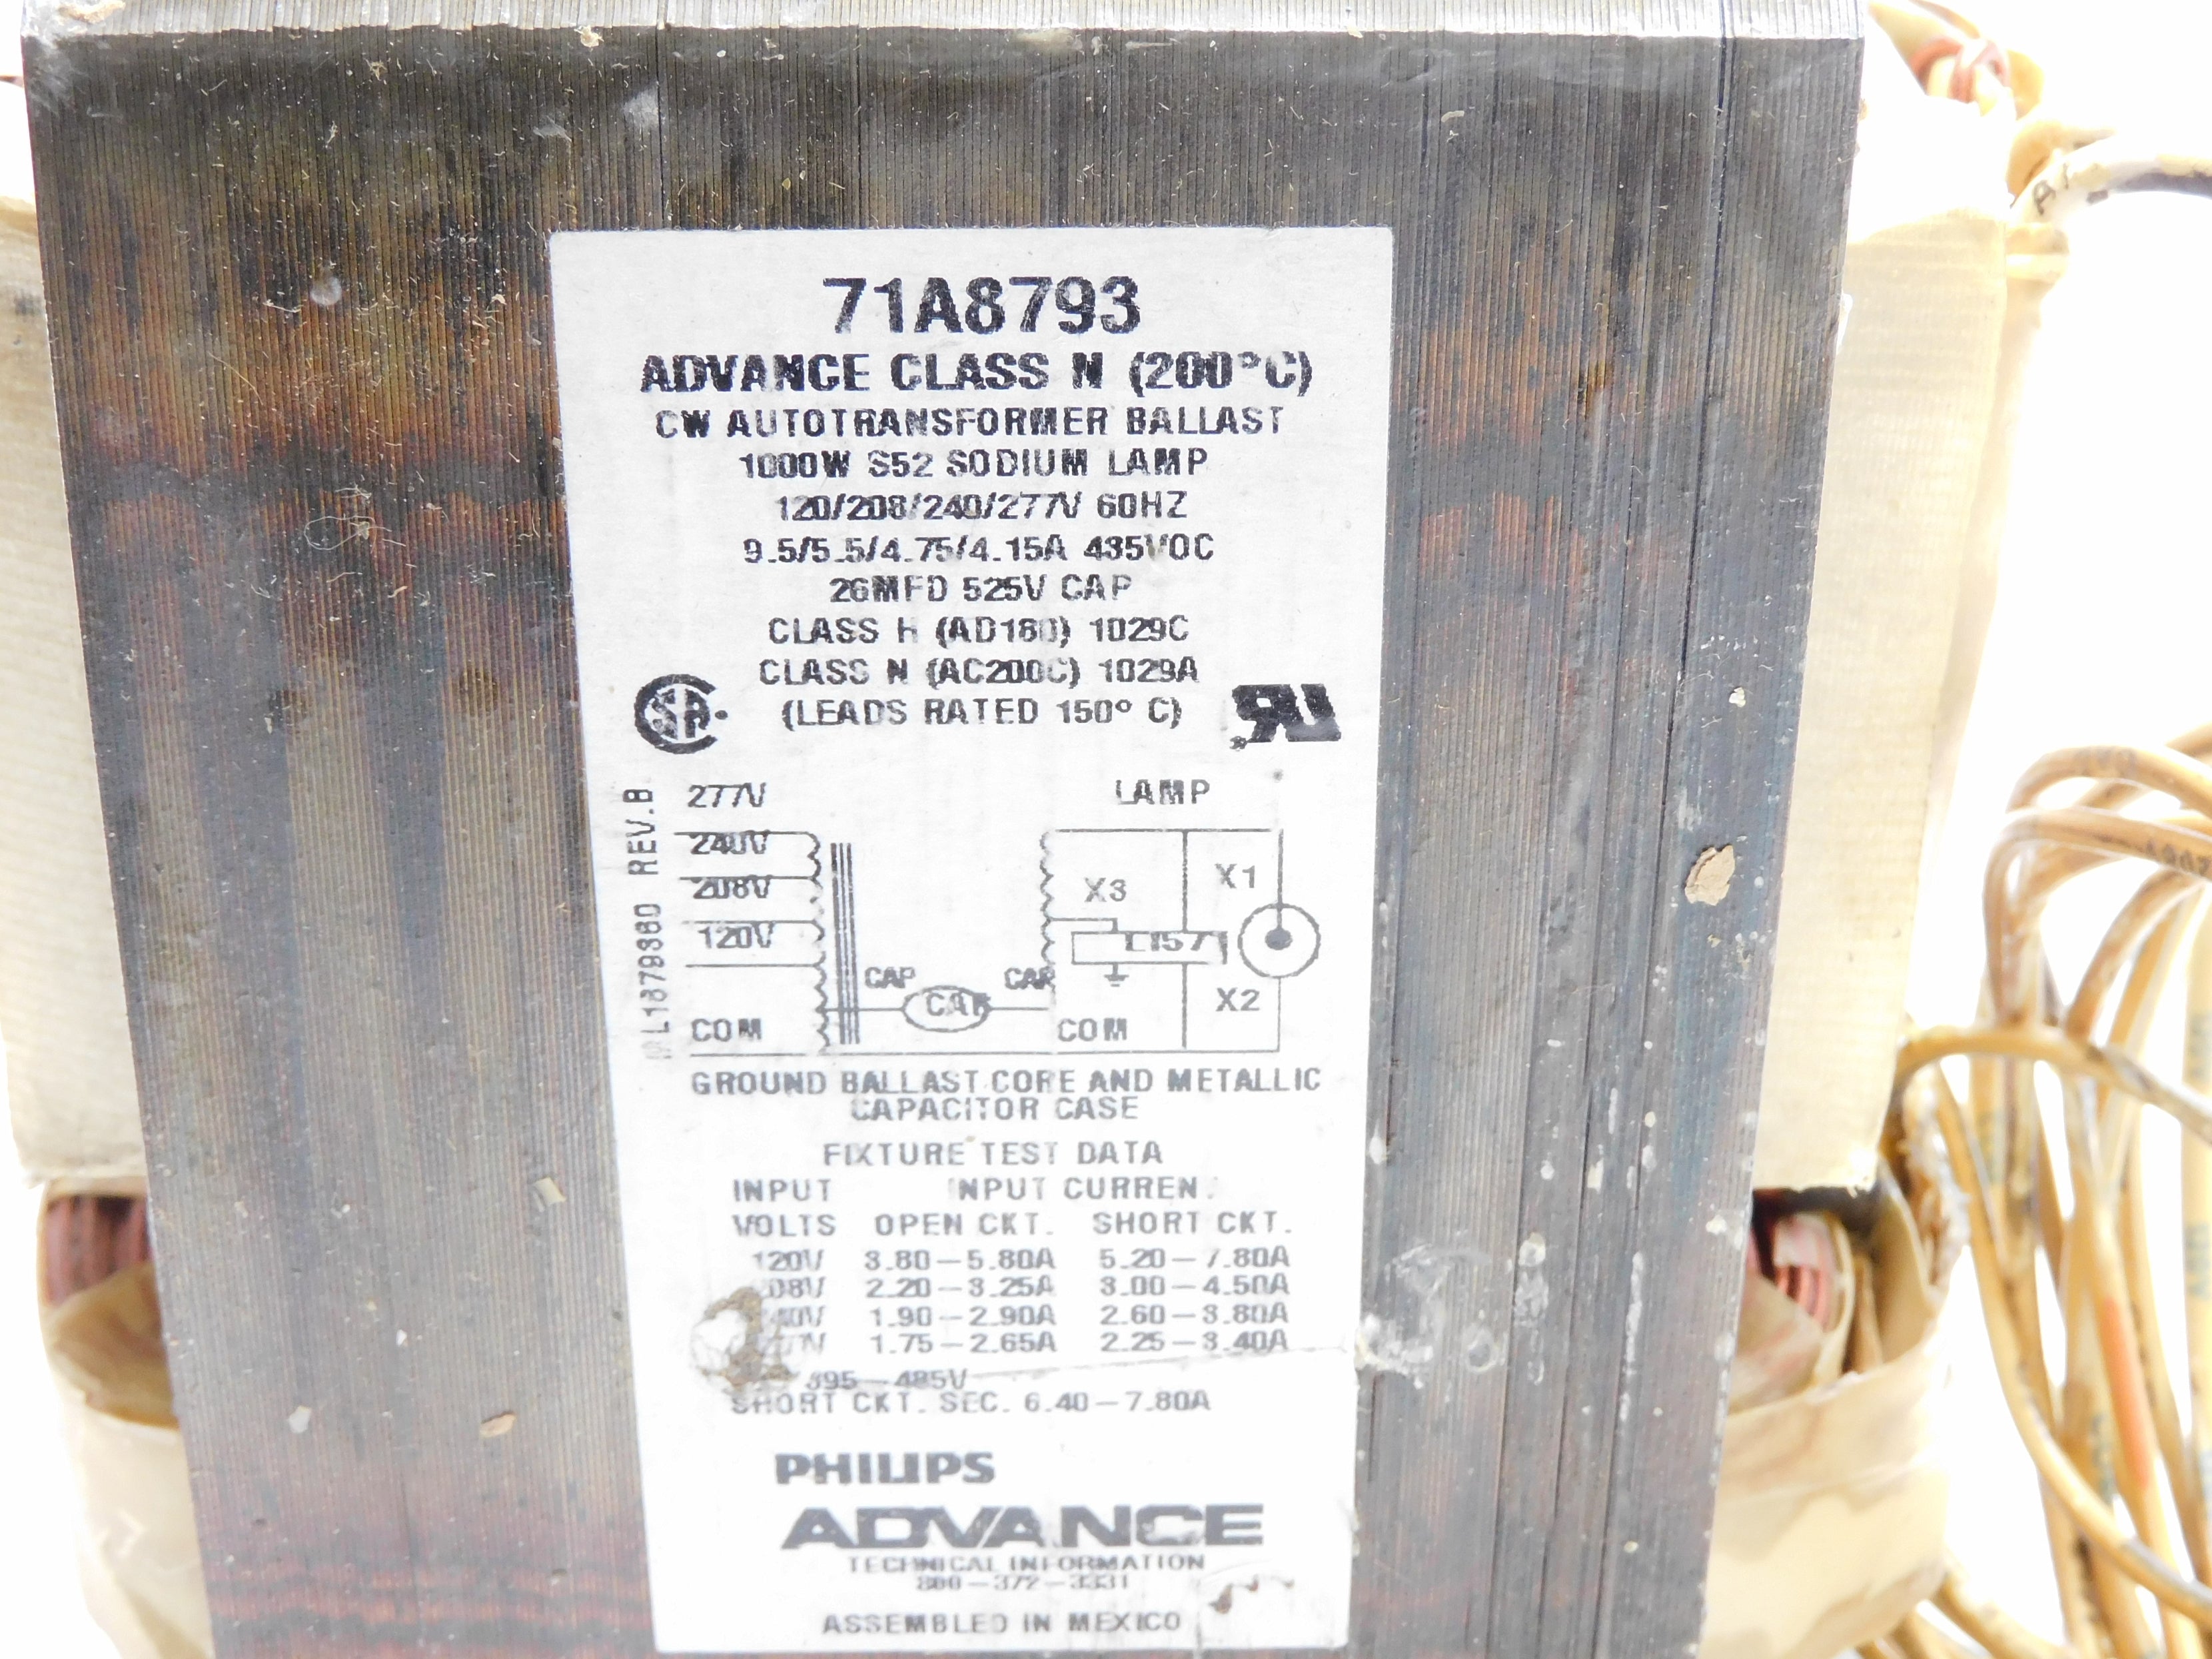 71A8793
ADVANCE CLASS N (200°C)
CW AUTOTRANSFORMER BALLAST
1000W S52 SODIUM LAMP
120/208/240/277V 60HZ
9.5/5.5/4.75/4.15A 435VOC
26MFD 525V CAP
CLASS H (AD180) 1029C
CLASS N (AC200C) 1029A
(LEADS RATED 150° C)
REV.B
277V
LAMP
240V
208V
120V
X3
X1
LI57
CAP
CAP
CAP
X2
COM
COM
GROUND BALLAST CORE AND METALLIC
CAPACITOR CASE
FIXTURE TEST DATA
INPUT INPUT CURREN
VOLTS OPEN CKT. SHORT CKT.
120V 3.80-5.80A 5.20-7.80A
08V 2.20-3.25A 3.00-4.50A
40V 1.90-2.90A 2.60-3.80A
1.75-2.65A 2.25-3.40A
395-485V
SHORT CKT. SEC. 6.40-7.80A
PHILIPS
ADVANCE
TECHNICAL INFORMATION
800-372-3331
ASSEMBLED IN MEXICO